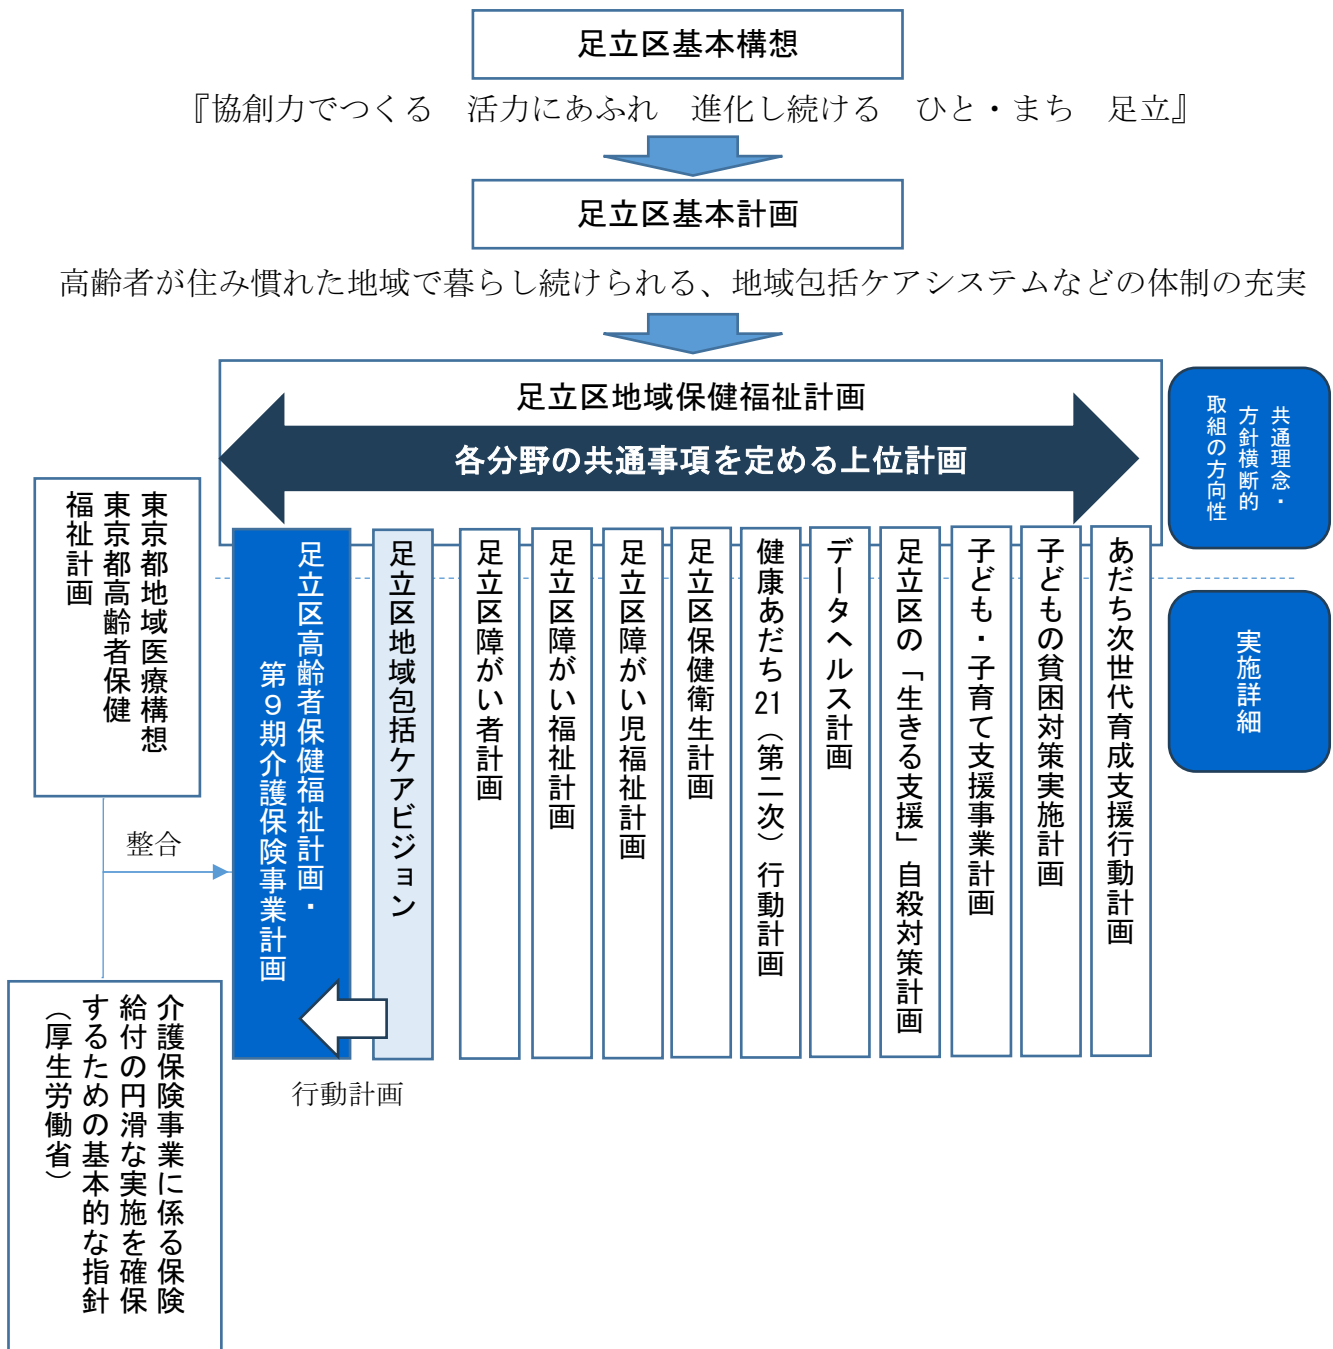 足立区基本構想
『協創力でつくる　活力にあふれ　進化し続ける　ひと・まち　足立』
足立区基本計画
高齢者が住み慣れた地域で暮らし続けられる、地域包括ケアシステムなどの体制の充実
足立区地域保健福祉計画
各分野の共通事項を定める上位計画
共通理念・
方針横断的
取組の方向性
実施詳細
東京都地域医療構想
東京都高齢者保健
福祉計画
整合
介護保険事業に係る保険
給付の円滑な実施を確保
するための基本的な指針
（厚生労働省）
足立区高齢者保健福祉計画・
第９期介護保険事業計画
行動計画
足立区地域包括ケアビジョン
足立区障がい者計画
足立区障がい福祉計画
足立区障がい児福祉計画
足立区保健衛生計画
健康あだち21（第二次）行動計画
データヘルス計画
足立区の「生きる支援」自殺対策計画
子ども・子育て支援事業計画
子どもの貧困対策実施計画
あだち次世代育成支援行動計画